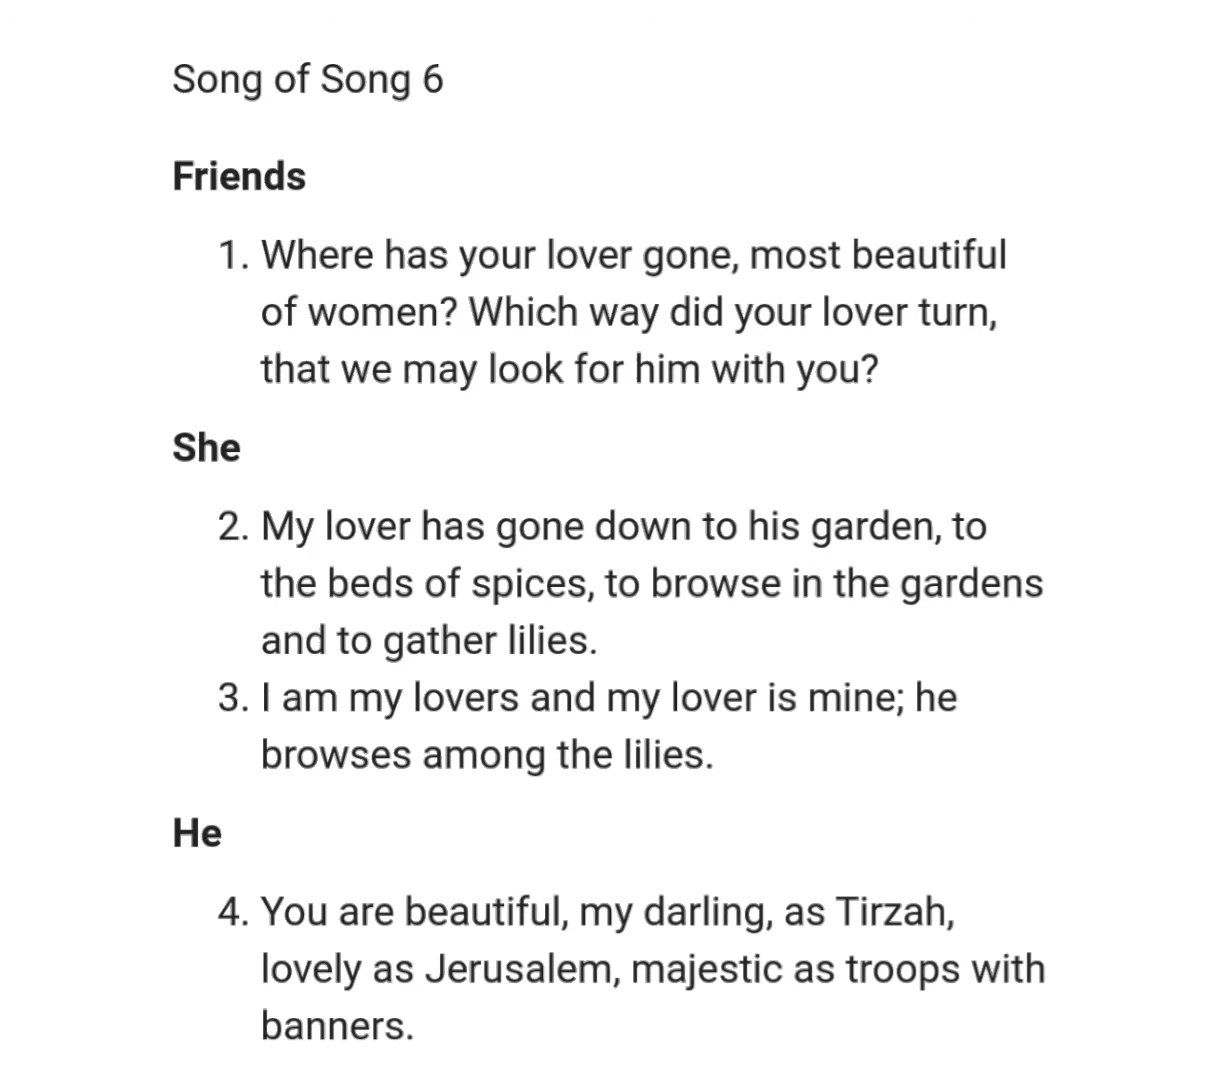 Song of Song 6
Friends
1. Where has your lover gone, most beautiful
of women? Which way did your lover turn,
that we may look for him with you?
She
2. My lover has gone down to his garden, to
the beds of spices, to browse in the gardens
and to gather lilies.
3. I am my lovers and my lover is mine; he
browses among the lilies.
He
4. You are beautiful, my darling, as Tirzah,
lovely as Jerusalem, majestic as troops with
banners.